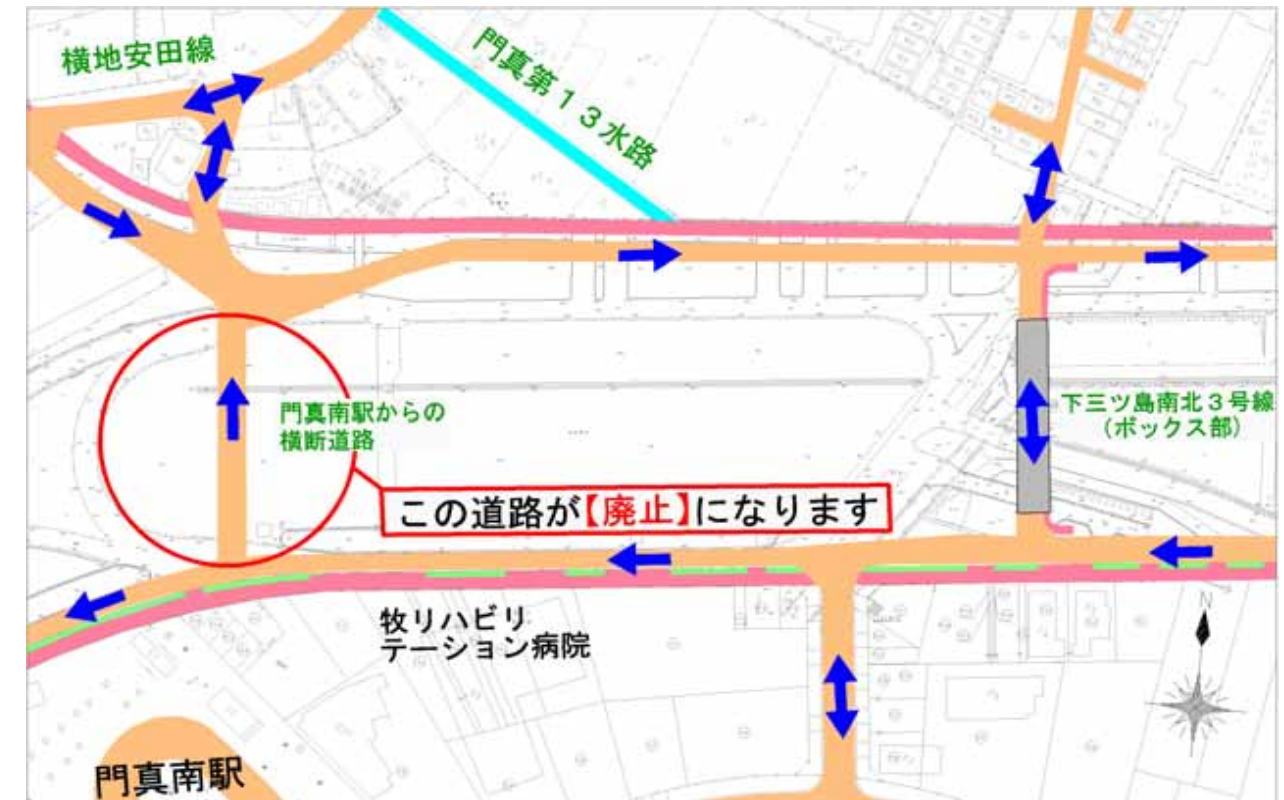 横地安田線
門真第13水路
門真南駅からの
横断道路
下三ツ島南北3号線
(ボックス部)
この道路が【廃止】になります
牧リハビリ
テーション病院
N
門真南駅